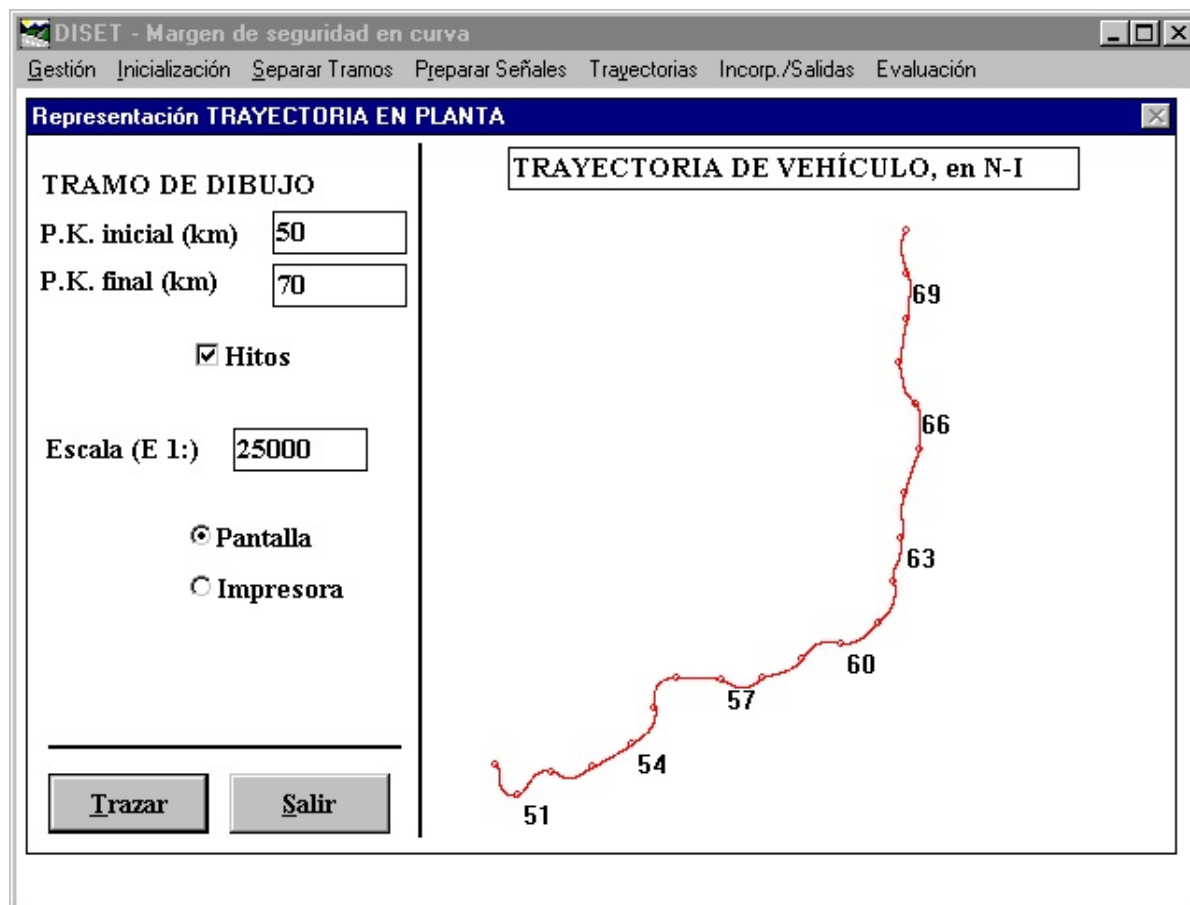 DISET - Margen de seguridad en curva
Gestión Inicialización Separar Tramos Preparar Señales Trayectorias Incorp./Salidas Evaluación
Representación TRAYECTORIA EN PLANTA
TRAMO DE DIBUJO
P.K. inicial (km) 50
P.K. final (km) 70
Hitos
Escala (E 1:) 25000
Pantalla
Impresora
Trazar Salir
TRAYECTORIA DE VEHÍCULO, en N-I
69
66
63
60
57
54
51